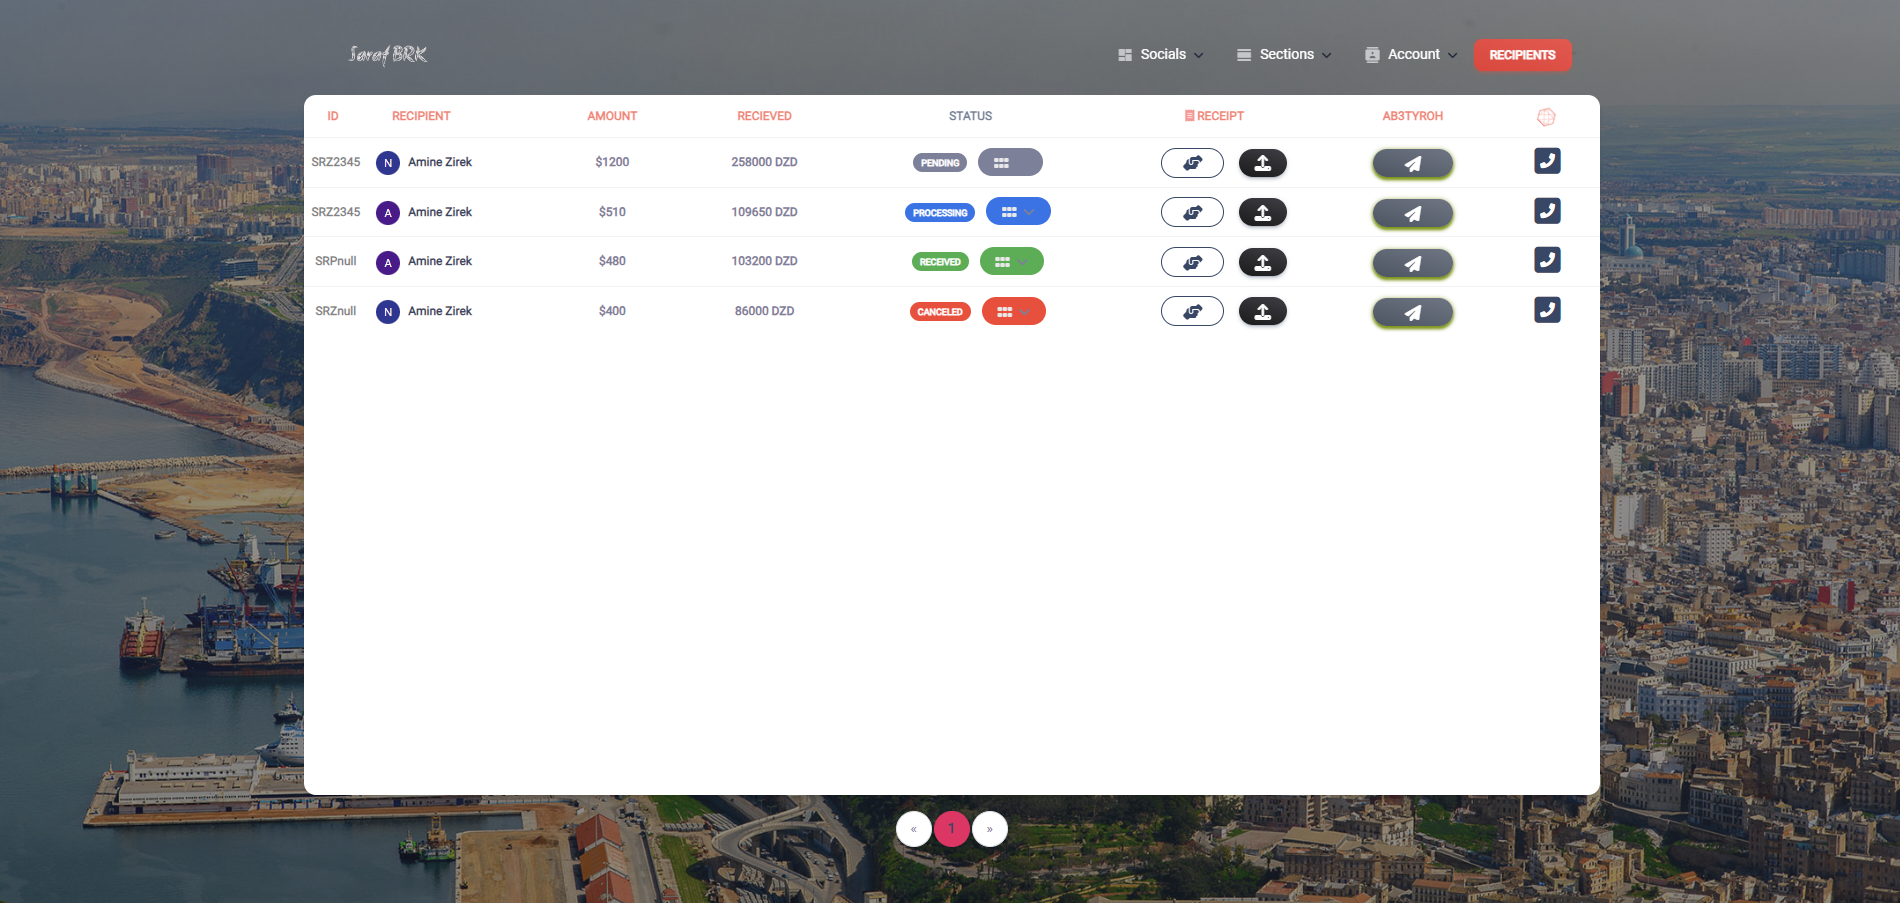 Saraf BRK
Socials Sections Account RECIPIENTS
ID RECIPIENT AMOUNT RECIEVED STATUS RECEIPT AB3TYROH
SRZ2345 N Amine Zirek $1200 258000 DZD PENDING
SRZ2345 A Amine Zirek $510 109650 DZD PROCESSING
SRPnull A Amine Zirek $480 103200 DZD RECEIVED
SRZnull N Amine Zirek $400 86000 DZD CANCELED
« 1 »